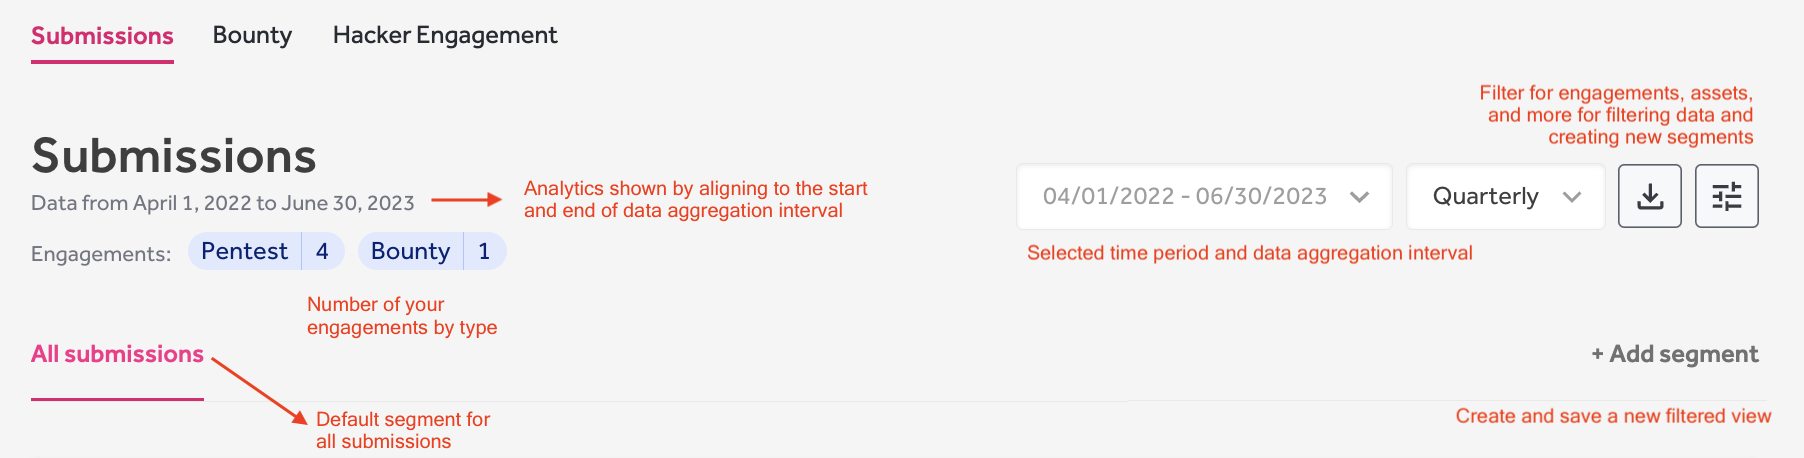 Submissions Bounty Hacker Engagement
Filter for engagements, assets,
and more for filtering data and
creating new segments
Submissions
Data from April 1, 2022 to June 30, 2023
Analytics shown by aligning to the start
and end of data aggregation interval
04/01/2022 - 06/30/2023 Quarterly
Engagements: Pentest 4 Bounty 1
Selected time period and data aggregation interval
Number of your
engagements by type
All submissions
+ Add segment
Default segment for
all submissions
Create and save a new filtered view